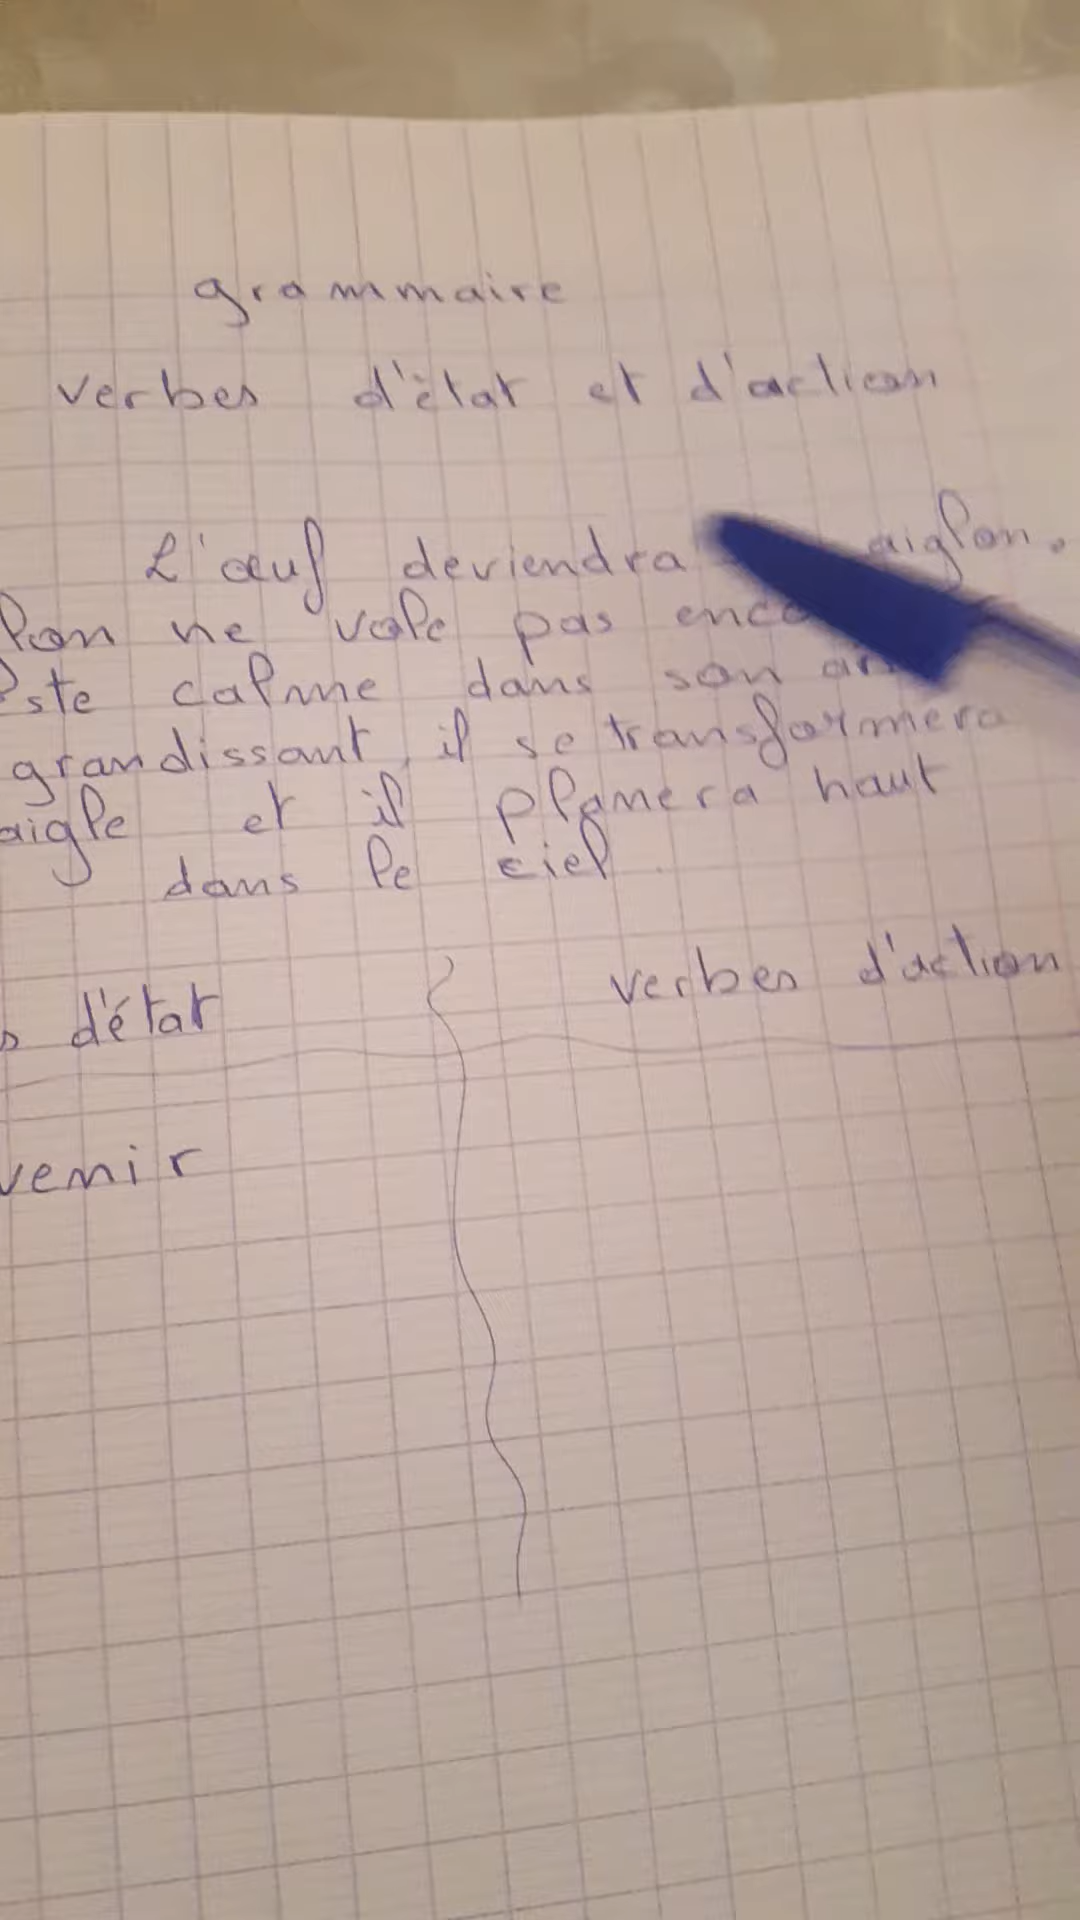 grammaire
verbes d'état et d'action
L'œuf deviendra aiglon.
lon ne vole pas enco
ste calme dans son
grandissant, il se transformera
aigle et il planera haut
dans le ciel.
d'état verbes d'action
venir